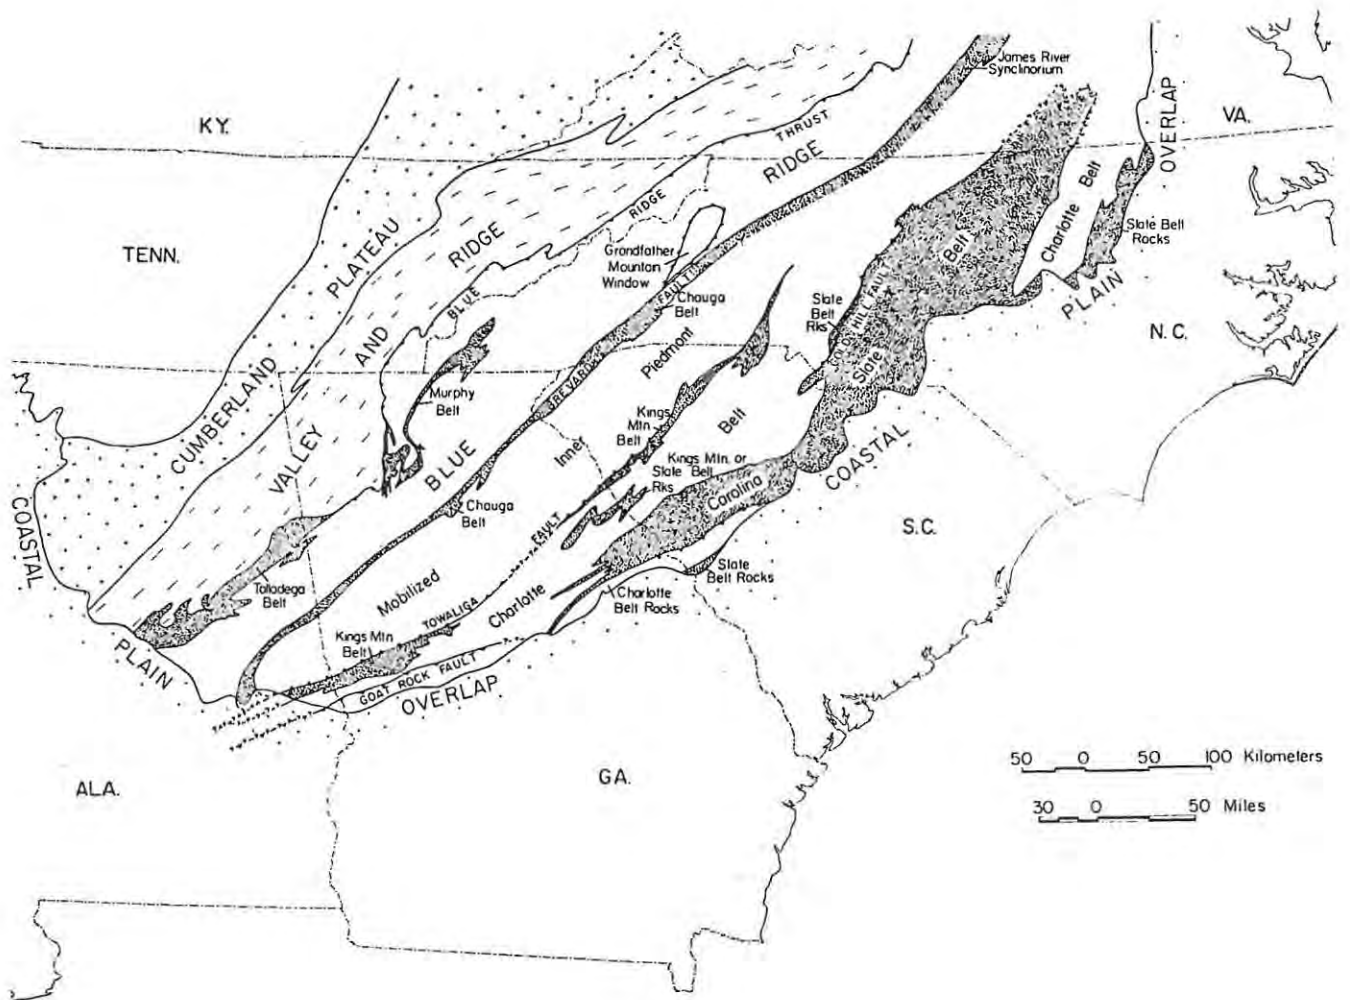 James River
Synclinorium
KY.
VA.
OVERLAP
THRUST
RIDGE
BLUE
RIDGE
TENN.
CUMBERLAND
PLATEAU
VALLEY
AND
RIDGE
Grandfather
Mountain
Window
Charlotte
Belt
Slate Belt
Rocks
PLAIN
N.C.
Chauga
Belt
BREVARD
FAULT
Slate
Belt
Rks
GOLD HILL FAULT
Carolina
Slate
Belt
Inner
Piedmont
Murphy
Belt
BLUE
Kings
Mtn
Belt
Kings Mtn. or
Slate Belt
Rks
Belt
COASTAL
COASTAL
Chauga
Belt
S.C.
Talladega
Belt
Mobilized
TOWALIGA
FAULT
Charlotte
Slate
Belt Rocks
Charlotte
Belt Rocks
Kings Mtn
Belt
PLAIN
GOAT ROCK FAULT
OVERLAP
ALA.
GA.
50 0 50 100 Kilometers
30 0 50 Miles